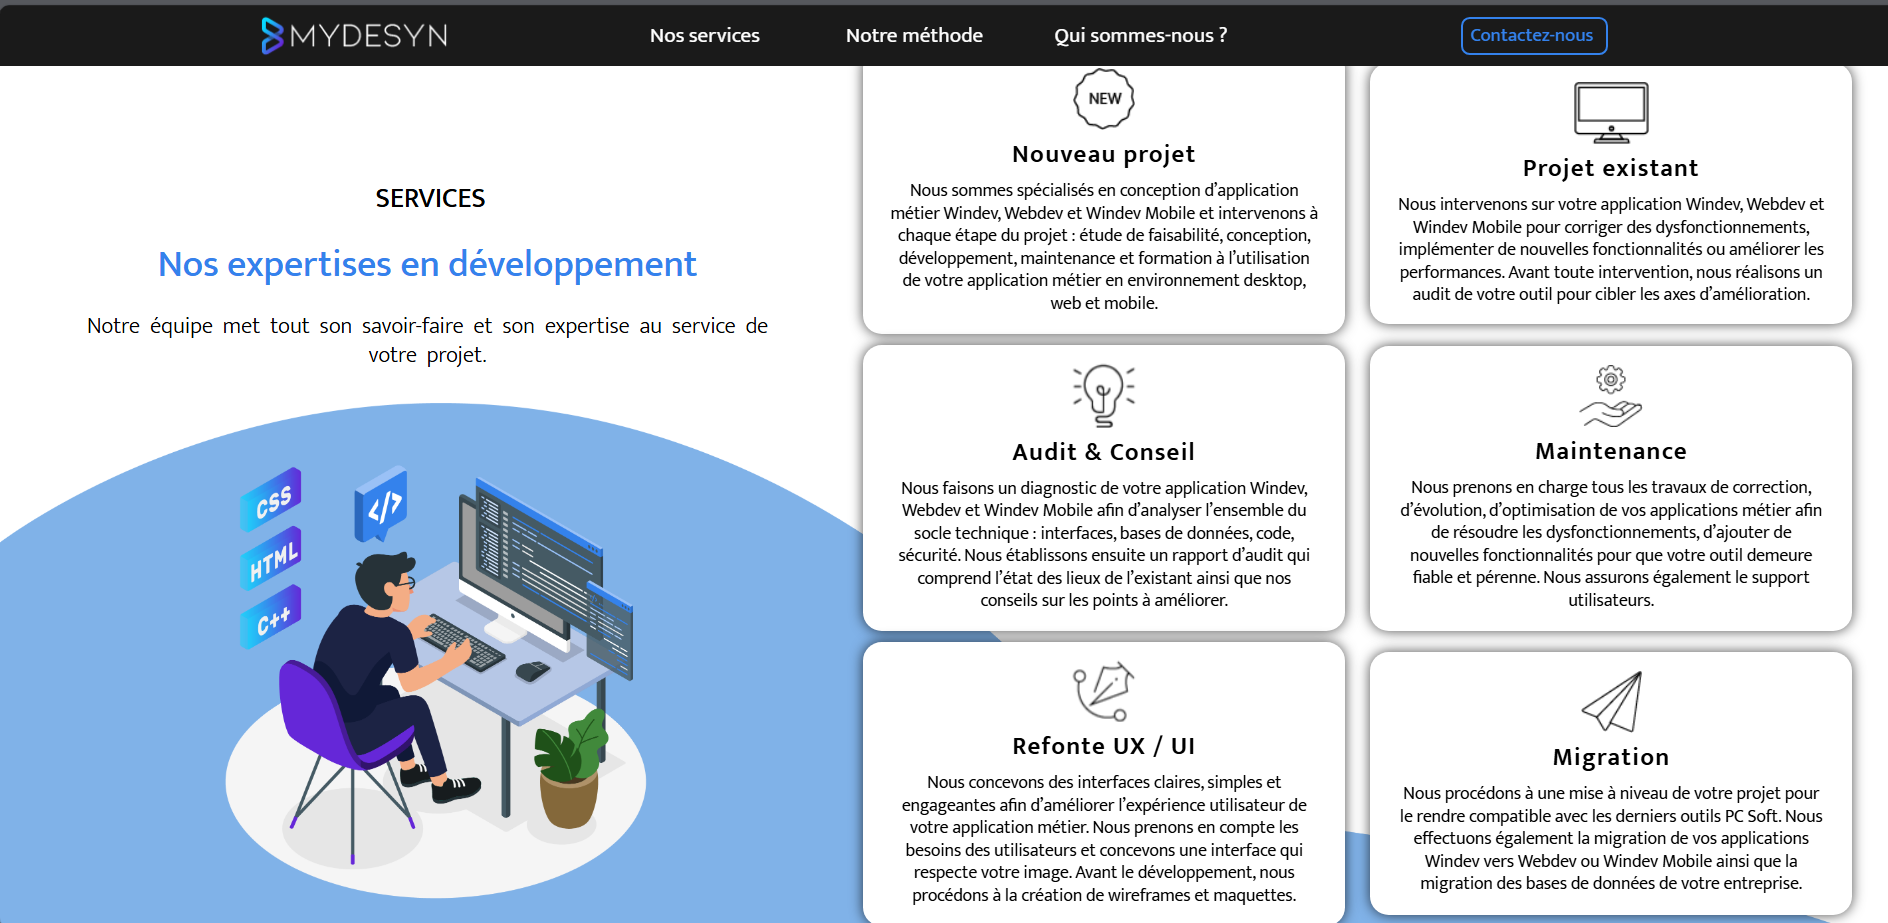 MYDESYN
Nos services
Notre méthode
Qui sommes-nous ?
Contactez-nous
SERVICES
Nos expertises en développement
Notre équipe met tout son savoir-faire et son expertise au service de
votre projet.
CSS
</>
HTML
C++
NEW
Nouveau projet
Nous sommes spécialisés en conception d’application
métier Windev, Webdev et Windev Mobile et intervenons à
chaque étape du projet : étude de faisabilité, conception,
développement, maintenance et formation à l’utilisation
de votre application métier en environnement desktop,
web et mobile.
Projet existant
Nous intervenons sur votre application Windev, Webdev et
Windev Mobile pour corriger des dysfonctionnements,
implémenter de nouvelles fonctionnalités ou améliorer les
performances. Avant toute intervention, nous réalisons un
audit de votre outil pour cibler les axes d’amélioration.
Audit & Conseil
Nous faisons un diagnostic de votre application Windev,
Webdev et Windev Mobile afin d’analyser l’ensemble du
socle technique : interfaces, bases de données, code,
sécurité. Nous établissons ensuite un rapport d’audit qui
comprend l’état des lieux de l’existant ainsi que nos
conseils sur les points à améliorer.
Maintenance
Nous prenons en charge tous les travaux de correction,
d’évolution, d’optimisation de vos applications métier afin
de résoudre les dysfonctionnements, d’ajouter de
nouvelles fonctionnalités pour que votre outil demeure
fiable et pérenne. Nous assurons également le support
utilisateurs.
Refonte UX / UI
Nous concevons des interfaces claires, simples et
engageantes afin d’améliorer l’expérience utilisateur de
votre application métier. Nous prenons en compte les
besoins des utilisateurs et concevons une interface qui
respecte votre image. Avant le développement, nous
procédons à la création de wireframes et maquettes.
Migration
Nous procédons à une mise à niveau de votre projet pour
le rendre compatible avec les derniers outils PC Soft. Nous
effectuons également la migration de vos applications
Windev vers Webdev ou Windev Mobile ainsi que la
migration des bases de données de votre entreprise.